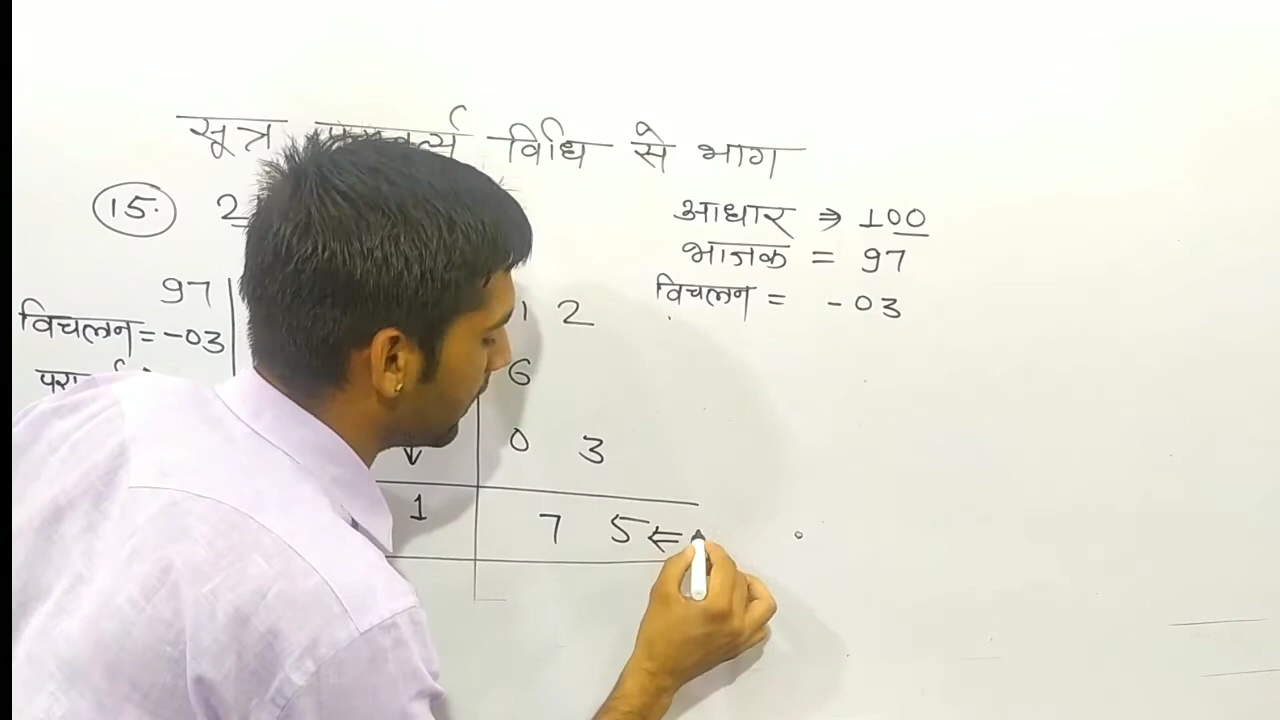 सूत्र विधि से भाग
15. 2
आधार ⇒ 100
भाजक = 97
विचलन = -03
97
विचलन = -03
1 2
6
↓ 0 3
1 7 5 ⇐